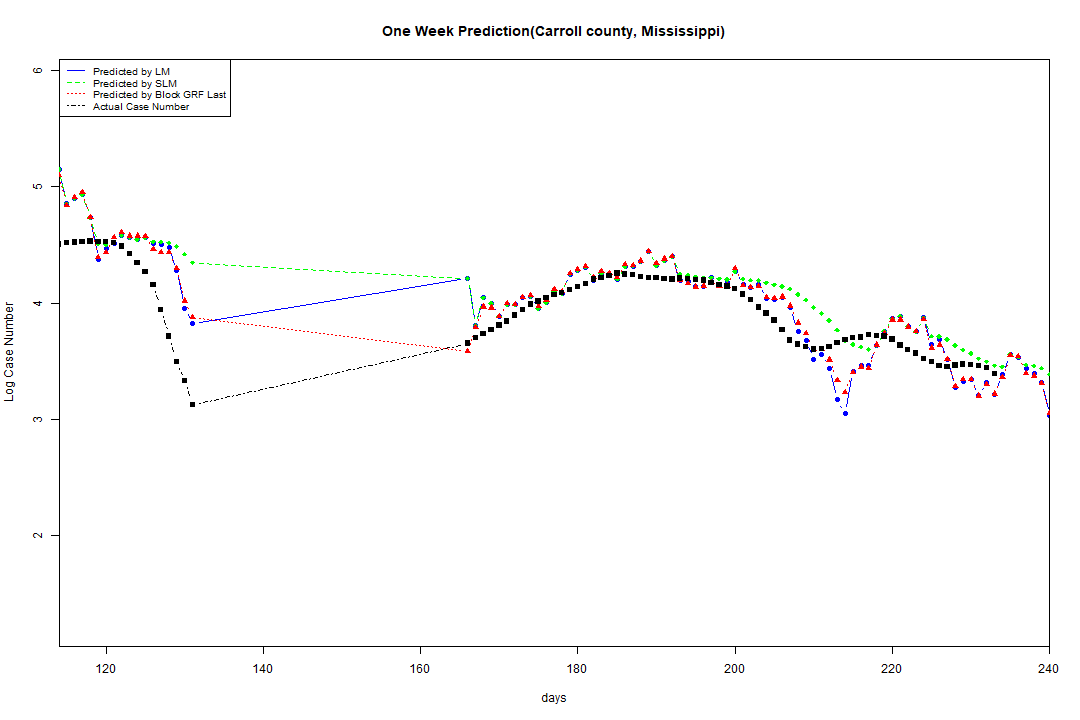 One Week Prediction(Carroll county, Mississippi)
Predicted by LM
Predicted by SLM
Predicted by Block GRF Last
Actual Case Number
6
5
4
3
2
Log Case Number
120 140 160 180 200 220 240
days